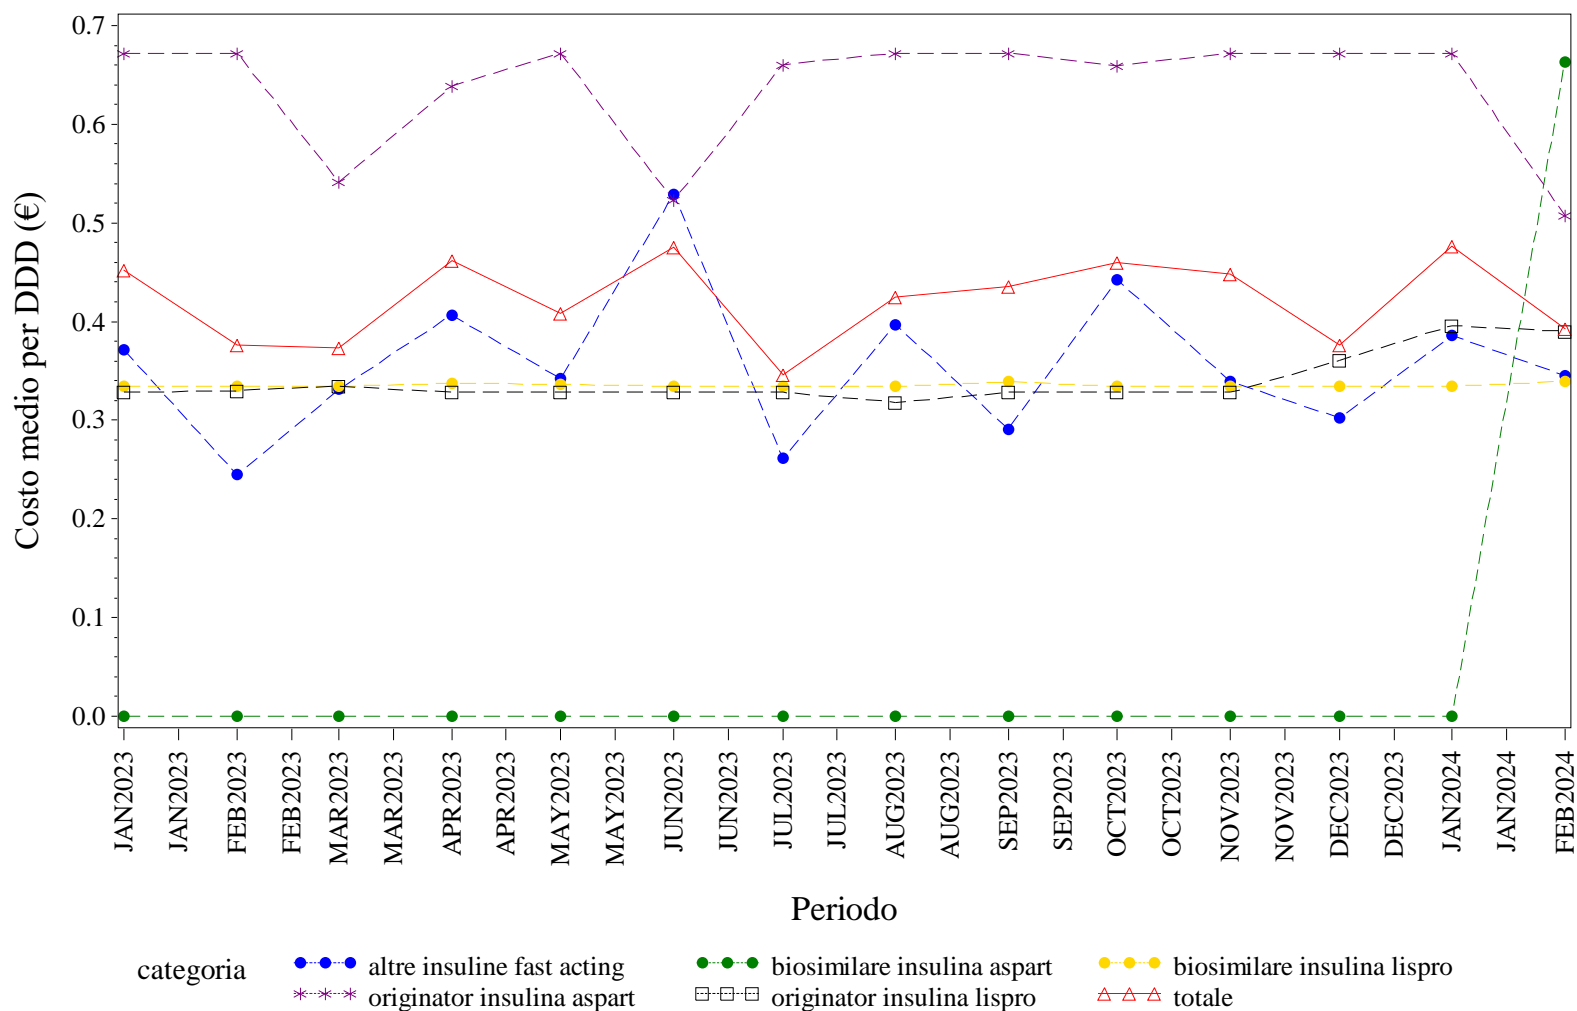 Costo medio per DDD (€)
0.7
0.6
0.5
0.4
0.3
0.2
0.1
0.0
JAN2023
JAN2023
FEB2023
FEB2023
MAR2023
MAR2023
APR2023
APR2023
MAY2023
MAY2023
JUN2023
JUN2023
JUL2023
JUL2023
AUG2023
AUG2023
SEP2023
SEP2023
OCT2023
OCT2023
NOV2023
NOV2023
DEC2023
DEC2023
JAN2024
JAN2024
FEB2024
Periodo
categoria altre insuline fast acting biosimilare insulina aspart biosimilare insulina lispro
originator insulina aspart originator insulina lispro totale